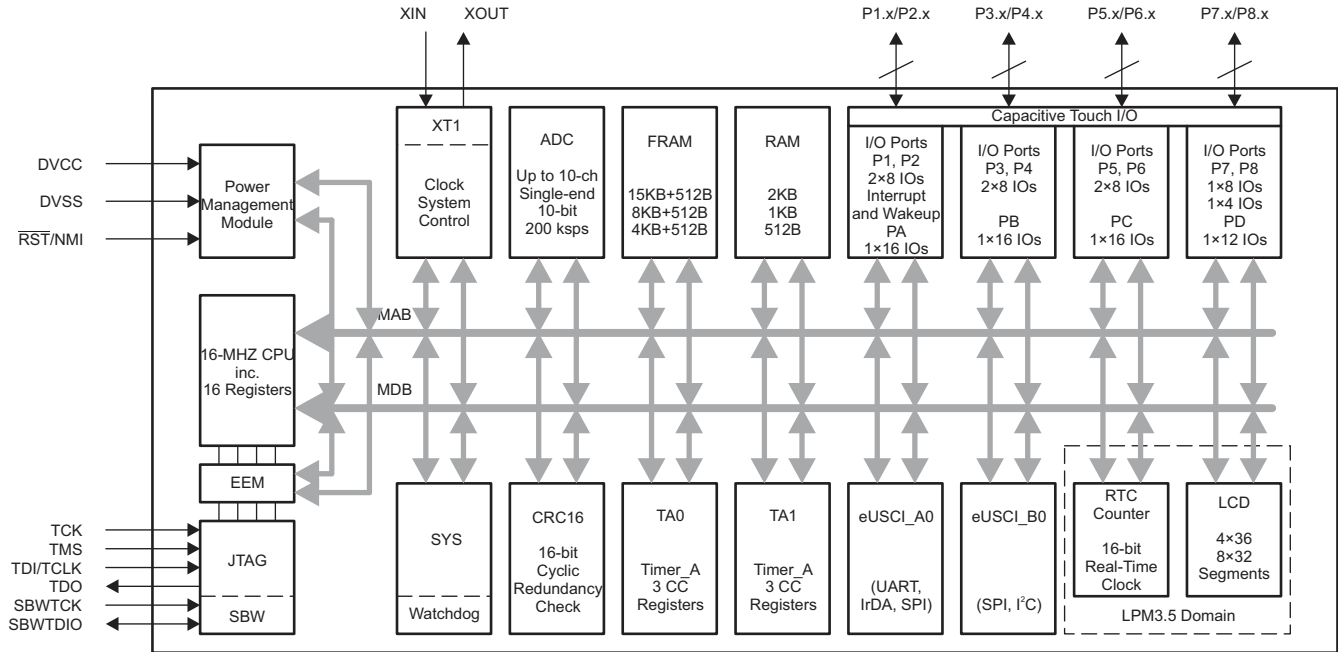 XIN
XOUT
P1.x/P2.x
P3.x/P4.x
P5.x/P6.x
P7.x/P8.x
DVCC
DVSS
RST/NMI
Power
Management
Module
XT1
Clock
System
Control
ADC
Up to 10-ch
Single-end
10-bit
200 ksps
FRAM
15KB+512B
8KB+512B
4KB+512B
RAM
2KB
1KB
512B
Capacitive Touch I/O
I/O Ports
P1, P2
2×8 IOs
Interrupt
and Wakeup
PA
1×16 IOs
I/O Ports
P3, P4
2×8 IOs
PB
1×16 IOs
I/O Ports
P5, P6
2×8 IOs
PC
1×16 IOs
I/O Ports
P7, P8
1×8 IOs
1×4 IOs
PD
1×12 IOs
MAB
MDB
16-MHZ CPU
inc.
16 Registers
EEM
TCK
TMS
TDI/TCLK
TDO
SBWTCK
SBWTDIO
JTAG
SBW
SYS
Watchdog
CRC16
16-bit
Cyclic
Redundancy
Check
TA0
Timer_A
3 CC
Registers
TA1
Timer_A
3 CC
Registers
eUSCI_A0
(UART,
IrDA, SPI)
eUSCI_B0
(SPI, I²C)
RTC
Counter
16-bit
Real-Time
Clock
LCD
4×36
8×32
Segments
LPM3.5 Domain